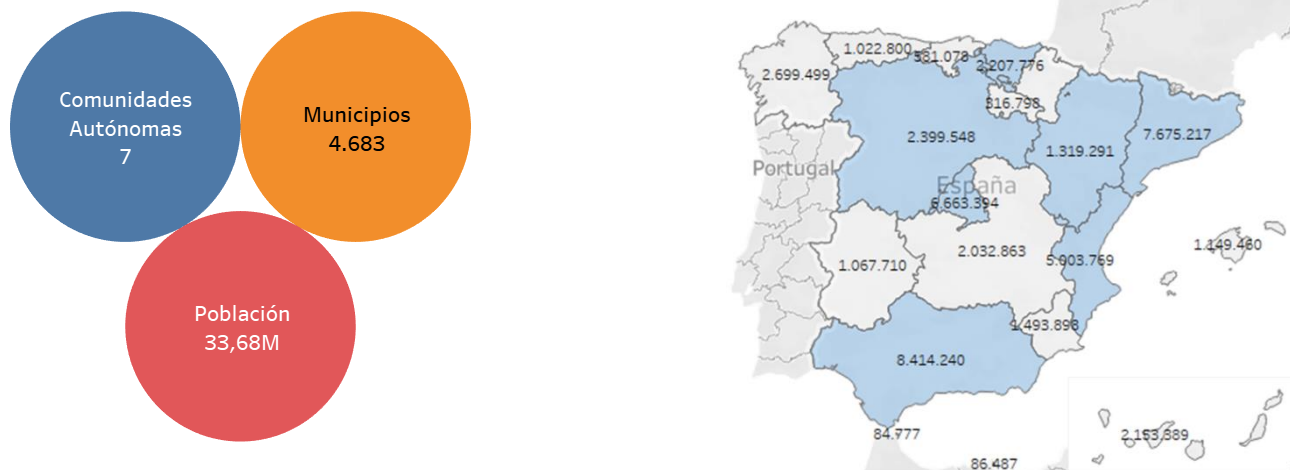 Comunidades
Autónomas
7
Municipios
4.683
Población
33,68M
1.022.800
581.078
2.207.776
2.699.499
316.798
2.399.548
1.319.291
7.675.217
Portugal
España
6.663.394
1.067.710
2.032.863
5.003.769
1.149.460
1.493.898
8.414.240
84.777
2.153.389
86.487